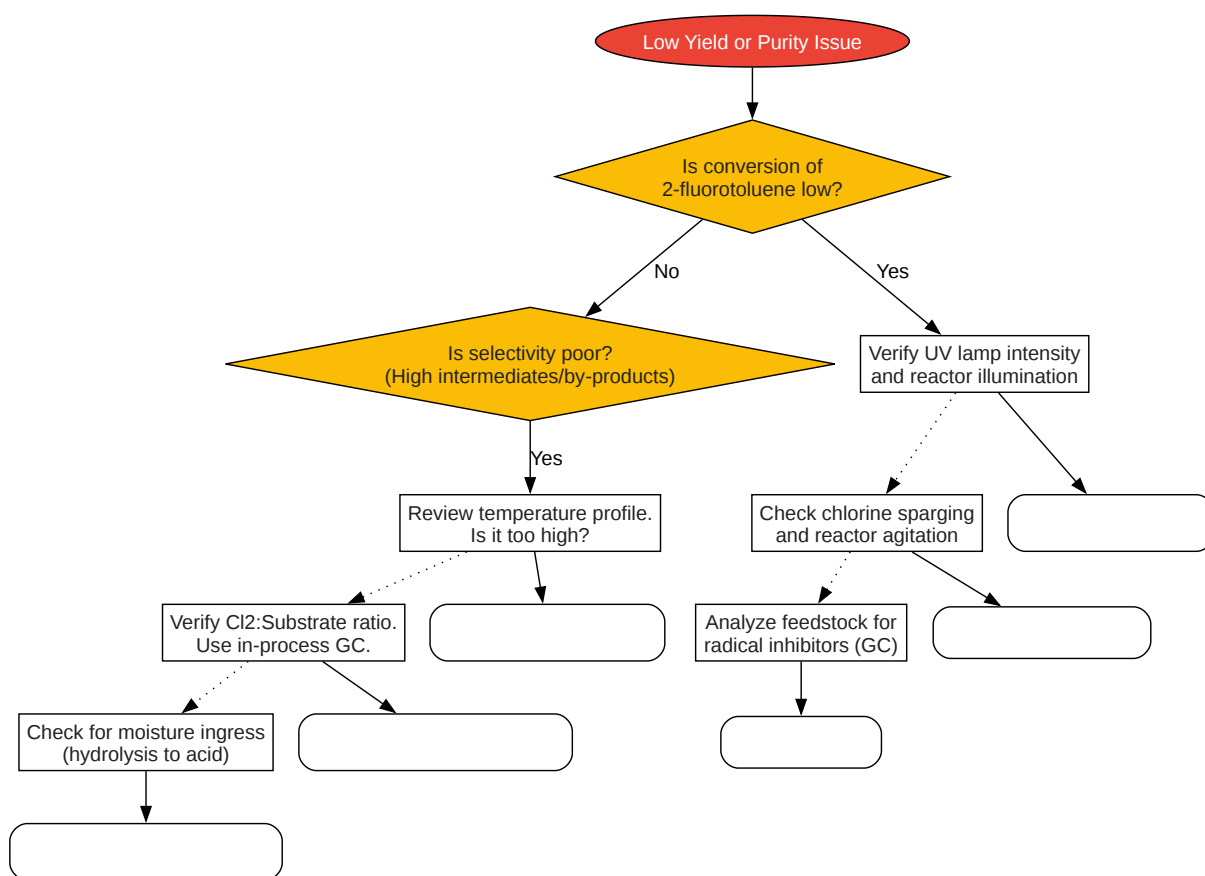 Low Yield or Purity Issue
Is conversion of
2-fluorotoluene low?
No
Yes
Is selectivity poor?
(High intermediates/by-products)
Verify UV lamp intensity
and reactor illumination
Yes
Review temperature profile.
Is it too high?
Check chlorine sparging
and reactor agitation
Verify Cl2:Substrate ratio.
Use in-process GC.
Analyze feedstock for
radical inhibitors (GC)
Check for moisture ingress
(hydrolysis to acid)